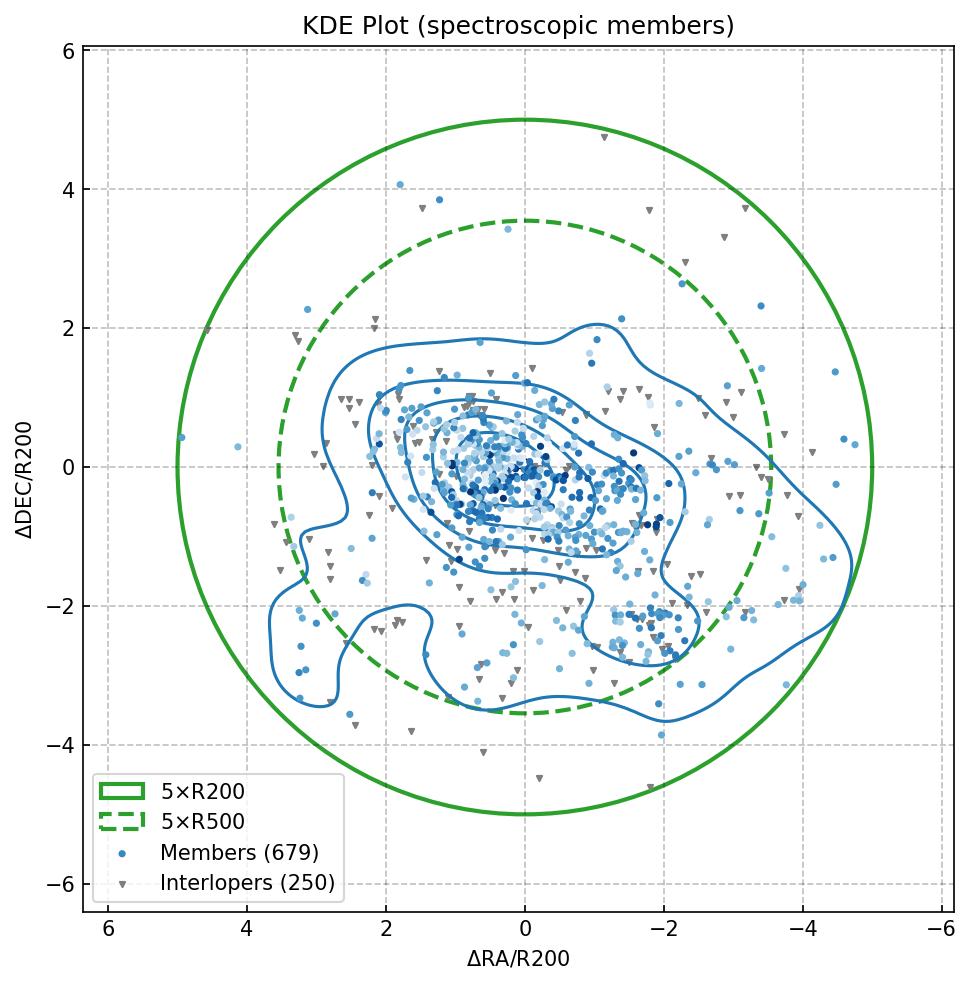 KDE Plot (spectroscopic members)
6
4
2
0
−2
−4
−6
ΔDEC/R200
5×R200
5×R500
Members (679)
Interlopers (250)
6 4 2 0 −2 −4 −6
ΔRA/R200